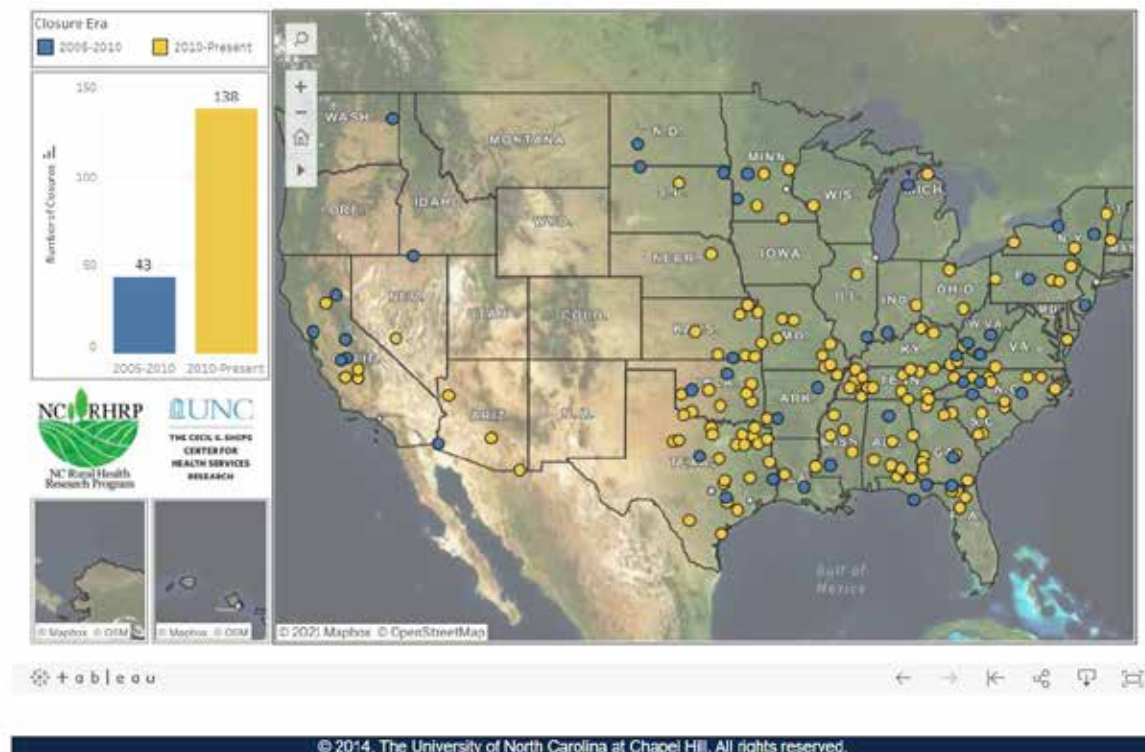 Closure Era
2005-2010
2010-Present
150
138
100
Number of Closures
50
43
0
2005-2010
2010-Present
NC RHRP
NC Rural Health
Research Program
UNC
THE CECIL G. SHEPS
CENTER FOR
HEALTH SERVICES
RESEARCH
WASH.
MONTANA
N.D.
MINN
WIS.
MICH
ORE.
IDAHO
WYO.
S.D.
IOWA
NEBR.
N.Y.
NEV.
UTAH
COLO.
KANS.
MO.
ILL.
IND.
OHIO
MD.
W.VA.
VA.
KY.
TENN.
N.C.
ARIZ.
N.M.
ARK.
S.C.
TEXAS
Gulf of
Mexico
© Mapbox © OSM
© Mapbox © OSM
© 2021 Mapbox © OpenStreetMap
+ a b l e a u
© 2014. The University of North Carolina at Chapel Hill. All rights reserved.